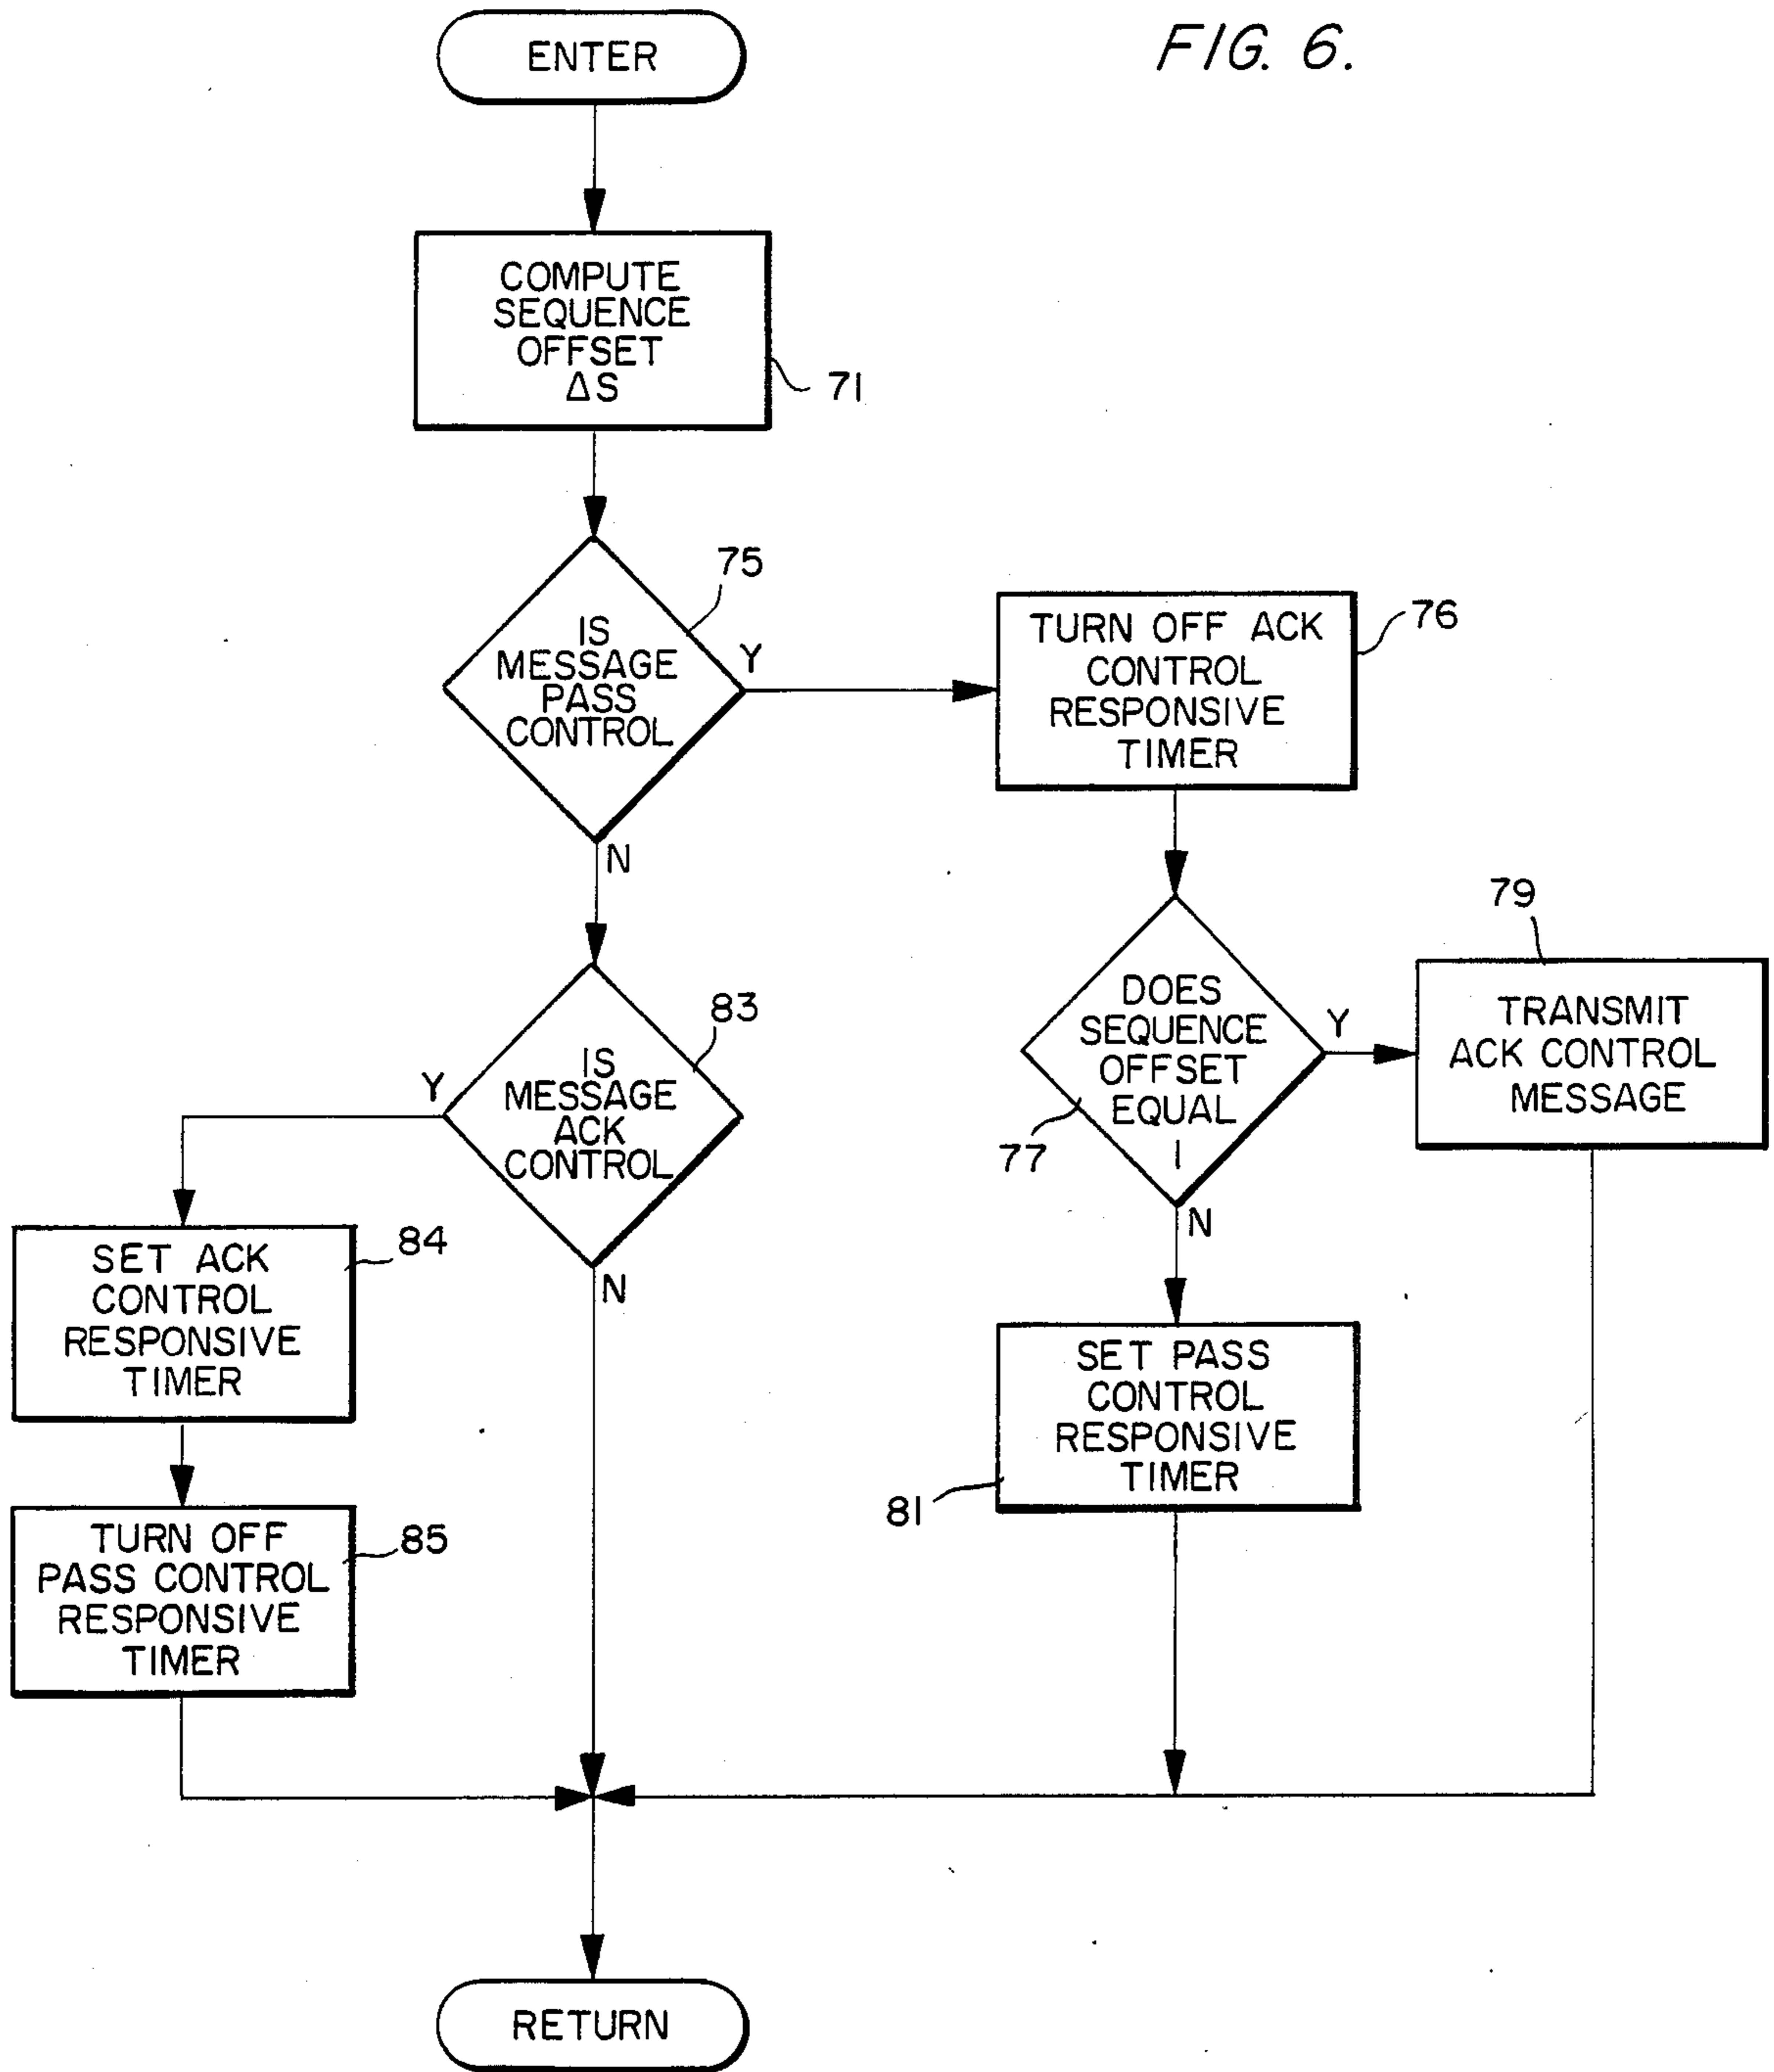 FIG. 6.
ENTER
COMPUTE
SEQUENCE
OFFSET
ΔS
71
75
IS
MESSAGE
PASS
CONTROL
Y
N
TURN OFF ACK
CONTROL
RESPONSIVE
TIMER
76
DOES
SEQUENCE
OFFSET
EQUAL
1
77
Y
N
79
TRANSMIT
ACK CONTROL
MESSAGE
83
IS
MESSAGE
ACK
CONTROL
Y
N
SET ACK
CONTROL
RESPONSIVE
TIMER
84
SET PASS
CONTROL
RESPONSIVE
TIMER
81
TURN OFF
PASS CONTROL
RESPONSIVE
TIMER
85
RETURN